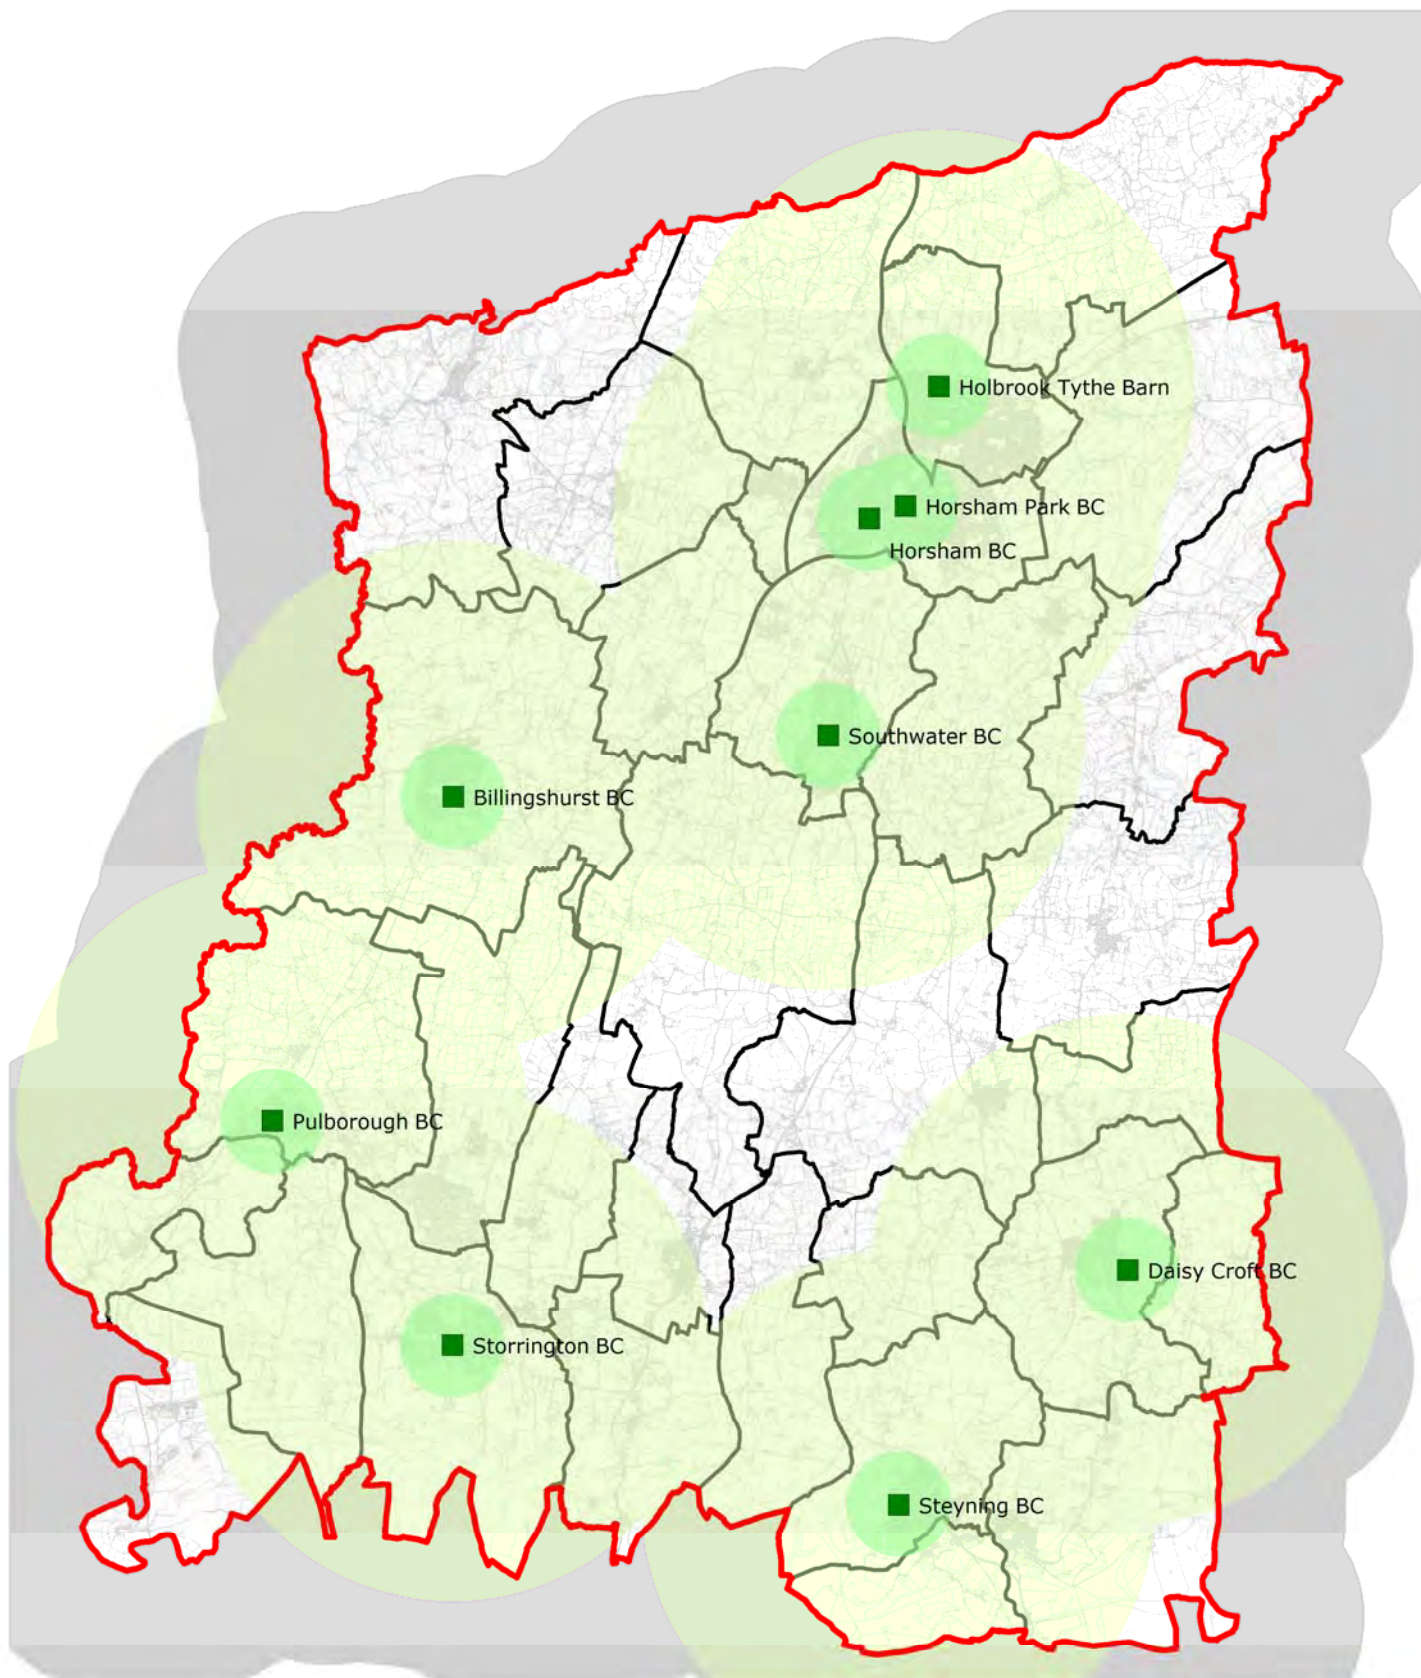 Holbrook Tythe Barn
Horsham Park BC
Horsham BC
Southwater BC
Billingshurst BC
Pulborough BC
Daisy Croft BC
Storrington BC
Steyning BC